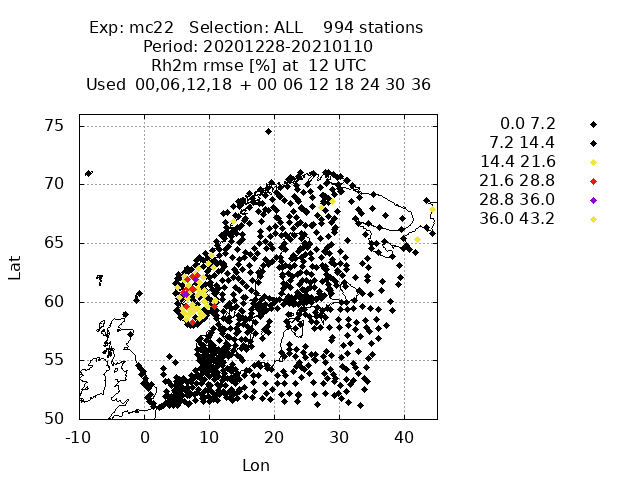 Exp: mc22 Selection: ALL 994 stations
Period: 20201228-20210110
Rh2m rmse [%] at 12 UTC
Used 00,06,12,18 + 00 06 12 18 24 30 36
0.0 7.2
7.2 14.4
14.4 21.6
21.6 28.8
28.8 36.0
36.0 43.2
75
70
65
60
55
50
Lat
-10 0 10 20 30 40
Lon